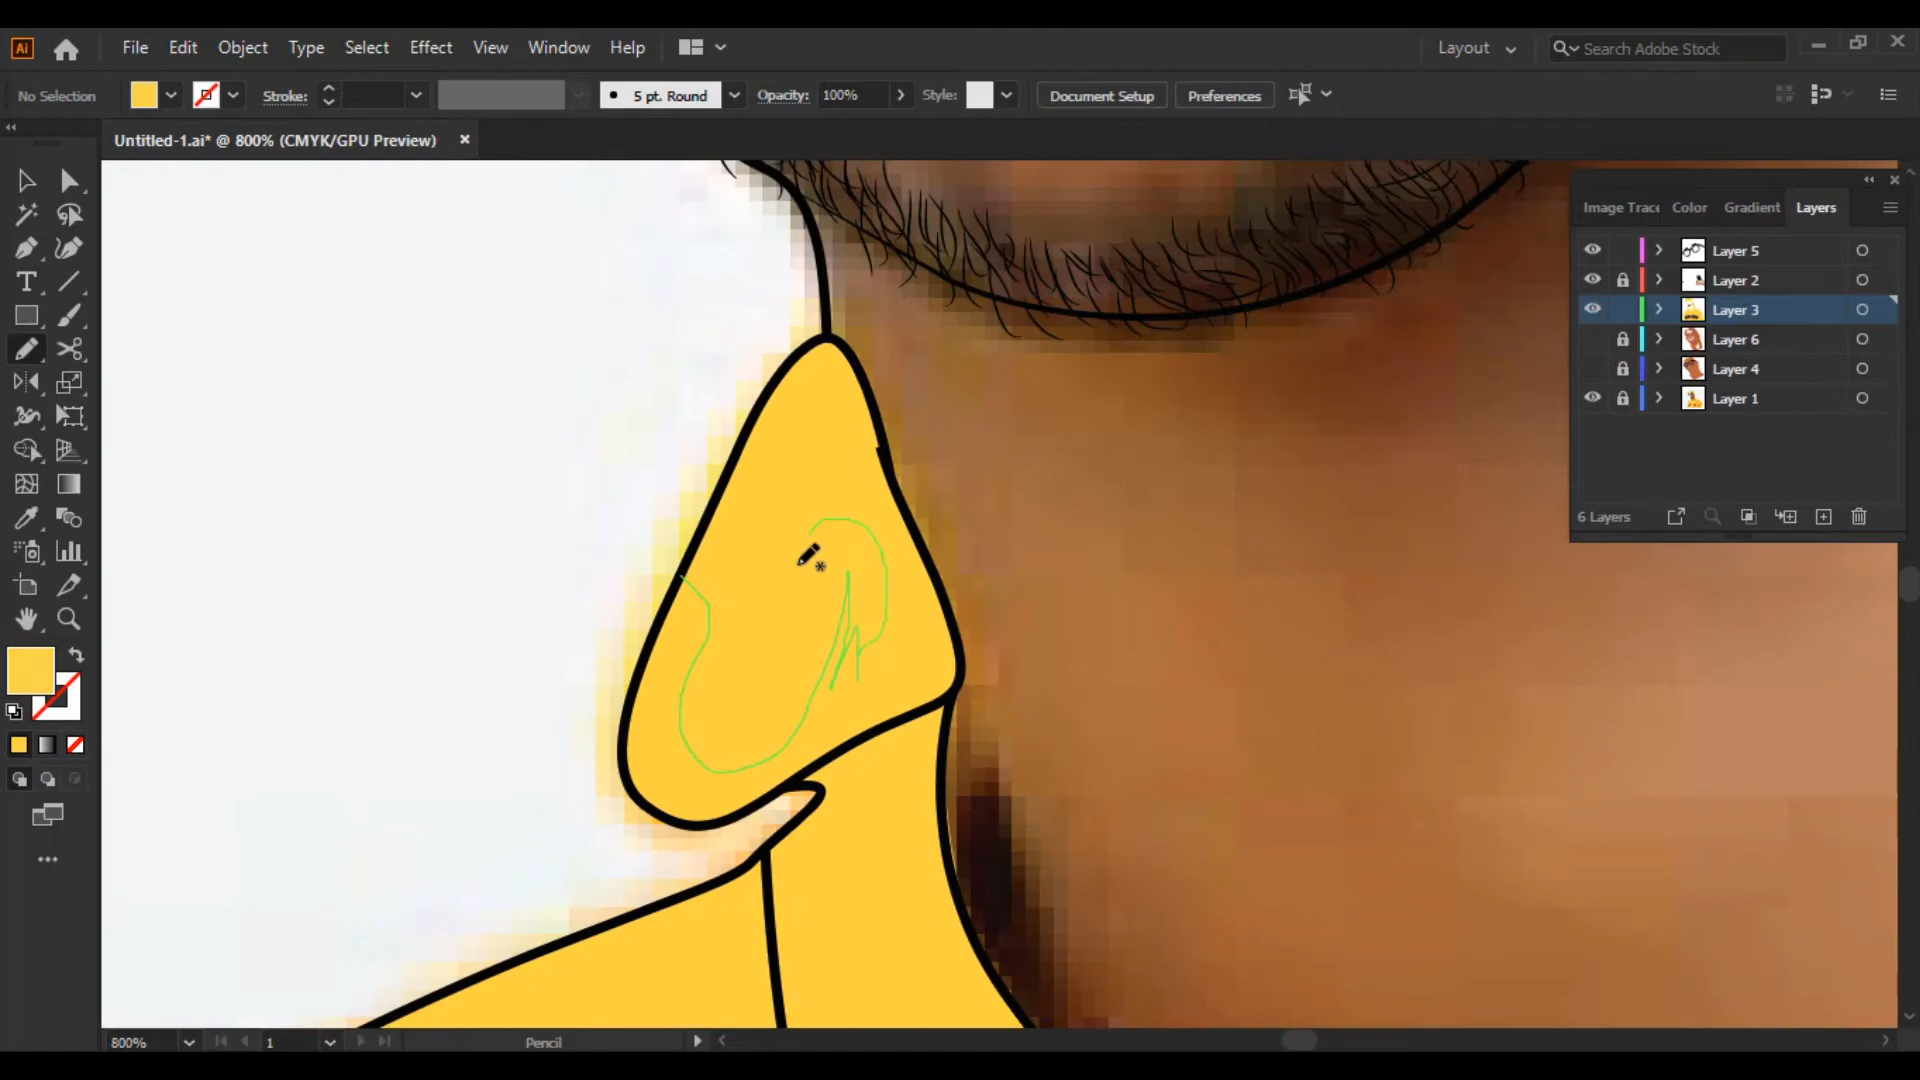 Ai File Edit Object Type Select Effect View Window Help Layout Search Adobe Stock
No Selection Stroke: 5 pt. Round Opacity: 100% Style: Document Setup Preferences
Untitled-1.ai* @ 800% (CMYK/GPU Preview)
Image Trace Color Gradient Layers
Layer 5
Layer 2
Layer 3
Layer 6
Layer 4
Layer 1
6 Layers
800% 1 Pencil